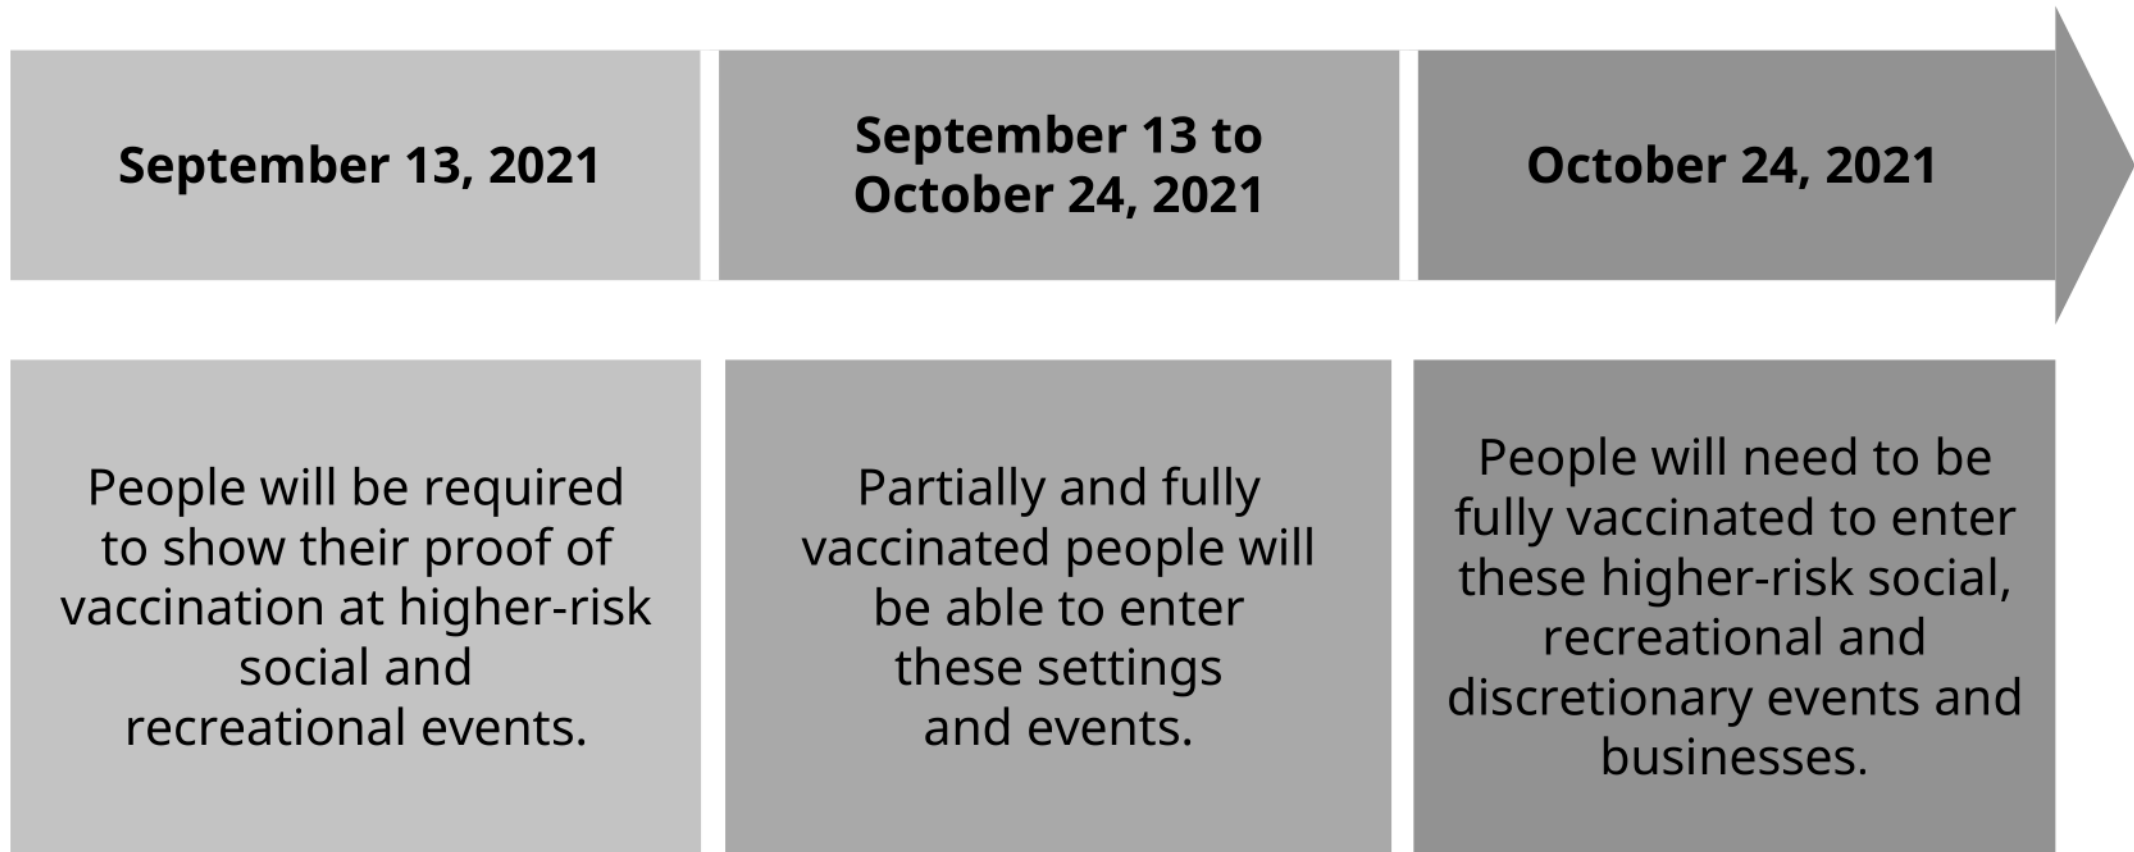 September 13, 2021
September 13 to
October 24, 2021
October 24, 2021
People will be required
to show their proof of
vaccination at higher-risk
social and
recreational events.
Partially and fully
vaccinated people will
be able to enter
these settings
and events.
People will need to be
fully vaccinated to enter
these higher-risk social,
recreational and
discretionary events and
businesses.